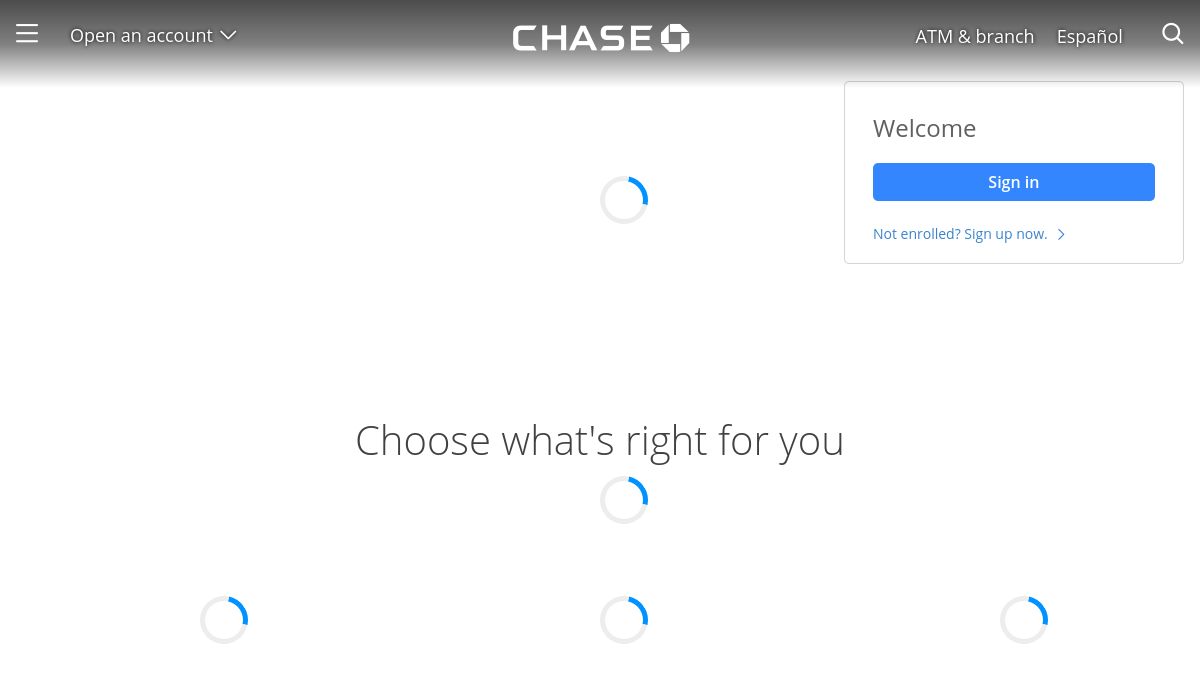 Open an account
CHASE
ATM & branch
Español
Welcome
Sign in
Not enrolled? Sign up now.
Choose what's right for you